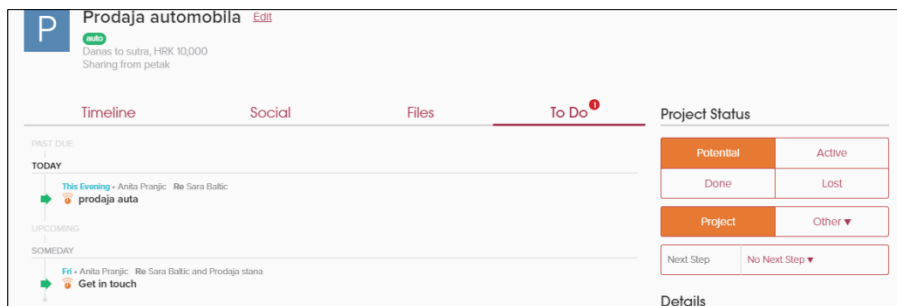 P
Prodaja automobila Edit
auto
Danas to sutra, HRK 10,000
Sharing from petak
Timeline Social Files To Do 1
PAST DUE
TODAY
This Evening • Anita Pranjic Re Sara Baltic
prodaja auta
UPCOMING
SOMEDAY
Fri • Anita Pranjic Re Sara Baltic and Prodaja stana
Get in touch
Project Status
Potential Active
Done Lost
Project Other ▼
Next Step No Next Step ▼
Details